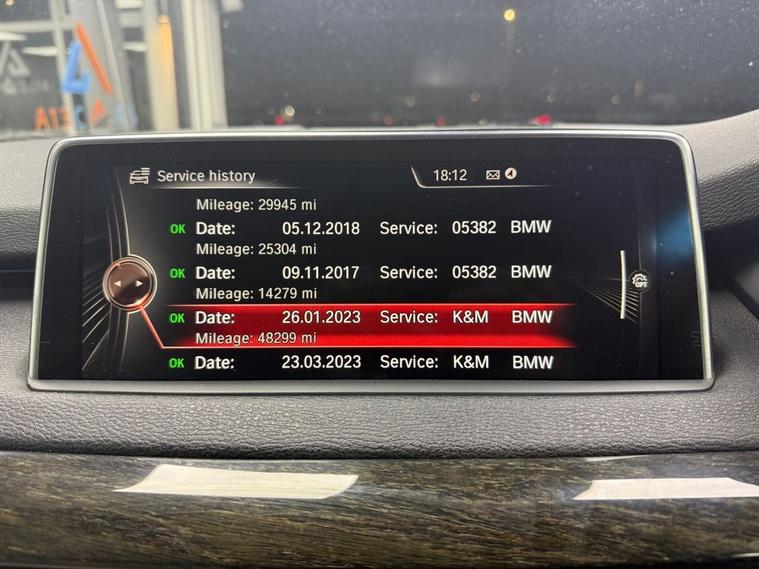 Service history
18:12
Mileage: 29945 mi
OK Date: 05.12.2018 Service: 05382 BMW
Mileage: 25304 mi
OK Date: 09.11.2017 Service: 05382 BMW
Mileage: 14279 mi
OK Date: 26.01.2023 Service: K&M BMW
Mileage: 48299 mi
OK Date: 23.03.2023 Service: K&M BMW
OPT